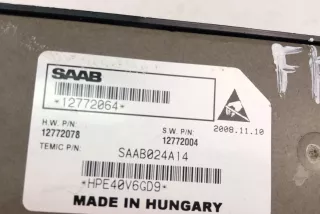 SAAB
*12772064*
2008.11.10
H.W. P/N:
12772078
S W. P/N:
12772004
TEMIC P/N:
SAAB024A14
*HPE40V6GD9*
MADE IN HUNGARY